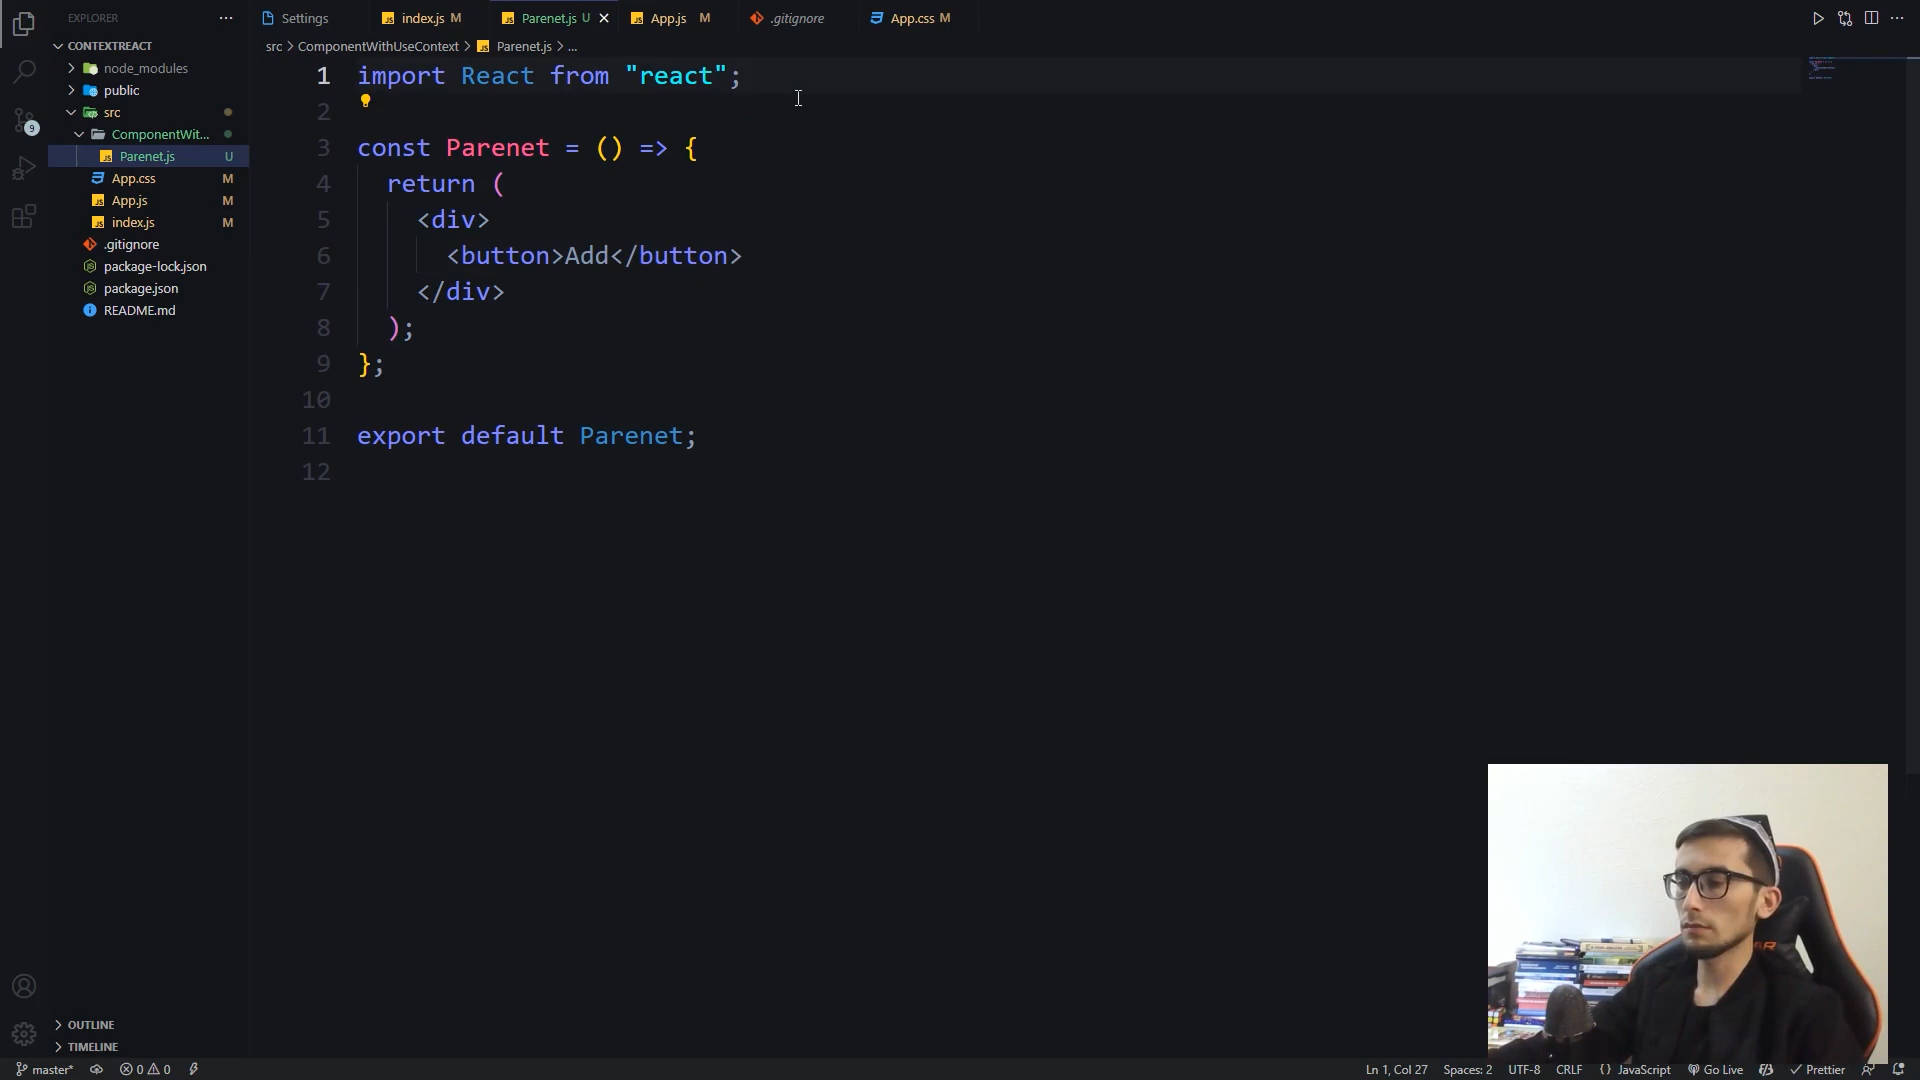 EXPLORER
CONTEXTREACT
node_modules
public
src
ComponentWit...
Parenet.js U
App.css M
App.js M
index.js M
.gitignore
package-lock.json
package.json
README.md
OUTLINE
TIMELINE
9
Settings
index.js M
Parenet.js U
App.js M
.gitignore
App.css M
src > ComponentWithUseContext > Parenet.js > ...
1 import React from "react";
2
3 const Parenet = () => {
4 return (
5 <div>
6 <button>Add</button>
7 </div>
8 );
9 };
10
11 export default Parenet;
12
master*
0 0
Ln 1, Col 27
Spaces: 2
UTF-8
CRLF
{ } JavaScript
Go Live
Prettier